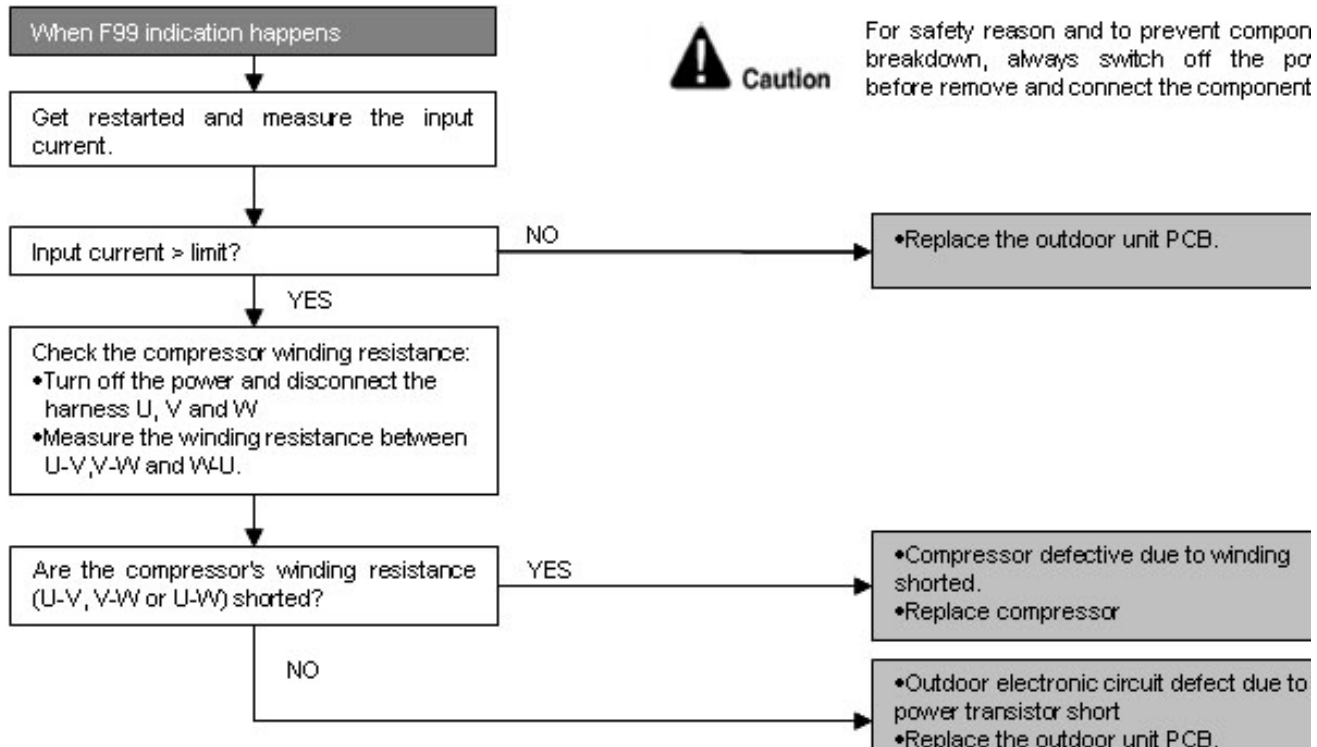 When F99 indication happens
For safety reason and to prevent compon
breakdown, always switch off the po
before remove and connect the component
Caution
Get restarted and measure the input
current.
Input current > limit?
NO
•Replace the outdoor unit PCB.
YES
Check the compressor winding resistance:
•Turn off the power and disconnect the
harness U, V and W
•Measure the winding resistance between
U-V,V-W and W-U.
Are the compressor's winding resistance
(U-V, V-W or U-W) shorted?
YES
•Compressor defective due to winding
shorted.
•Replace compressor
NO
•Outdoor electronic circuit defect due to
power transistor short
•Replace the outdoor unit PCB.